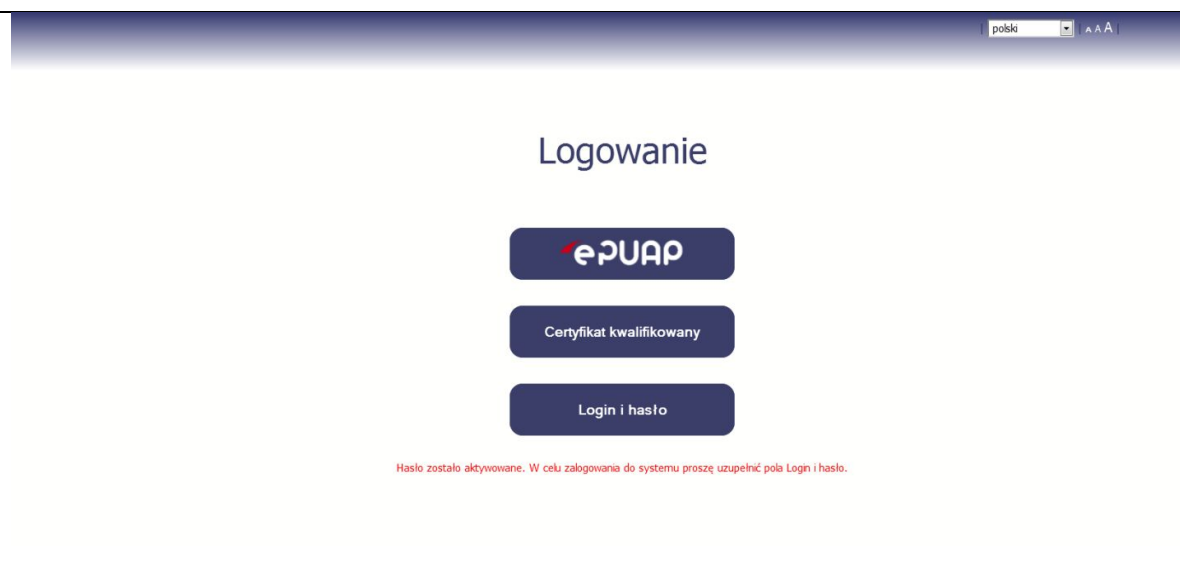 polski
A A A
Logowanie
ePUAP
Certyfikat kwalifikowany
Login i hasło
Hasło zostało aktywowane. W celu zalogowania do systemu proszę uzupełnić pola Login i hasło.